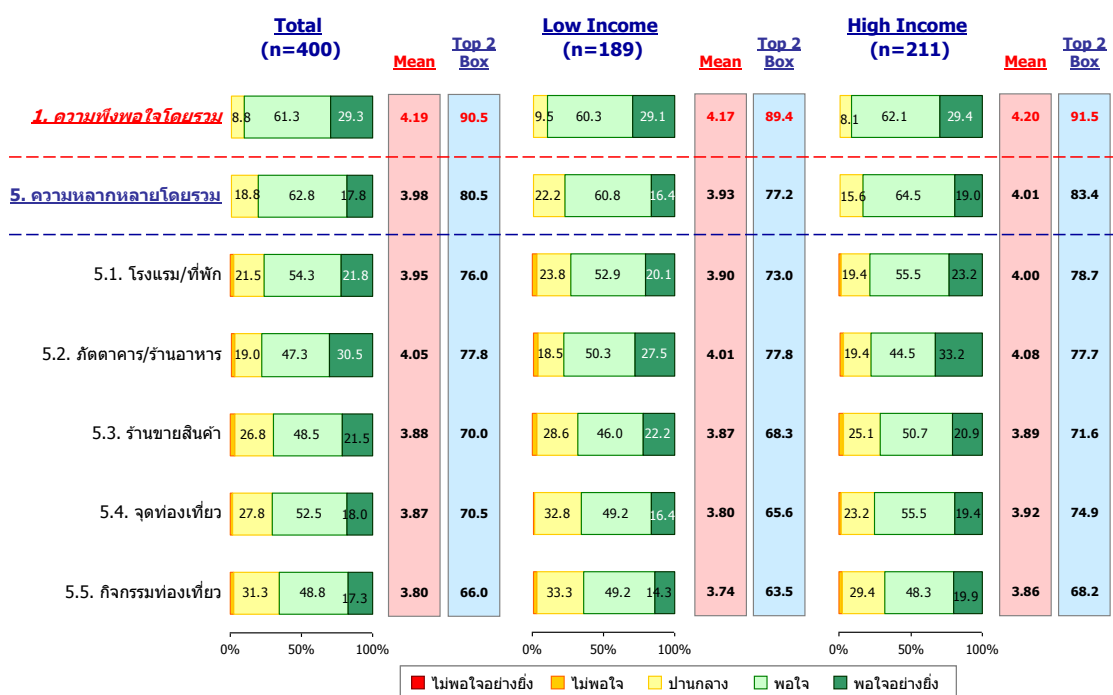 Total Low Income High Income
(n=400) (n=189) (n=211)
Mean Top 2 Box Mean Top 2 Box Mean Top 2 Box
1. ความพึงพอใจโดยรวม 8.8 61.3 29.3 4.19 90.5 9.5 60.3 29.1 4.17 89.4 8.1 62.1 29.4 4.20 91.5
5. ความหลากหลายโดยรวม 18.8 62.8 17.8 3.98 80.5 22.2 60.8 16.4 3.93 77.2 15.6 64.5 19.0 4.01 83.4
5.1. โรงแรม/ที่พัก 21.5 54.3 21.8 3.95 76.0 23.8 52.9 20.1 3.90 73.0 19.4 55.5 23.2 4.00 78.7
5.2. ภัตตาคาร/ร้านอาหาร 19.0 47.3 30.5 4.05 77.8 18.5 50.3 27.5 4.01 77.8 19.4 44.5 33.2 4.08 77.7
5.3. ร้านขายสินค้า 26.8 48.5 21.5 3.88 70.0 28.6 46.0 22.2 3.87 68.3 25.1 50.7 20.9 3.89 71.6
5.4. จุดท่องเที่ยว 27.8 52.5 18.0 3.87 70.5 32.8 49.2 16.4 3.80 65.6 23.2 55.5 19.4 3.92 74.9
5.5. กิจกรรมท่องเที่ยว 31.3 48.8 17.3 3.80 66.0 33.3 49.2 14.3 3.74 63.5 29.4 48.3 19.9 3.86 68.2
0% 50% 100% 0% 50% 100% 0% 50% 100%
ไม่พอใจอย่างยิ่ง ไม่พอใจ ปานกลาง พอใจ พอใจอย่างยิ่ง